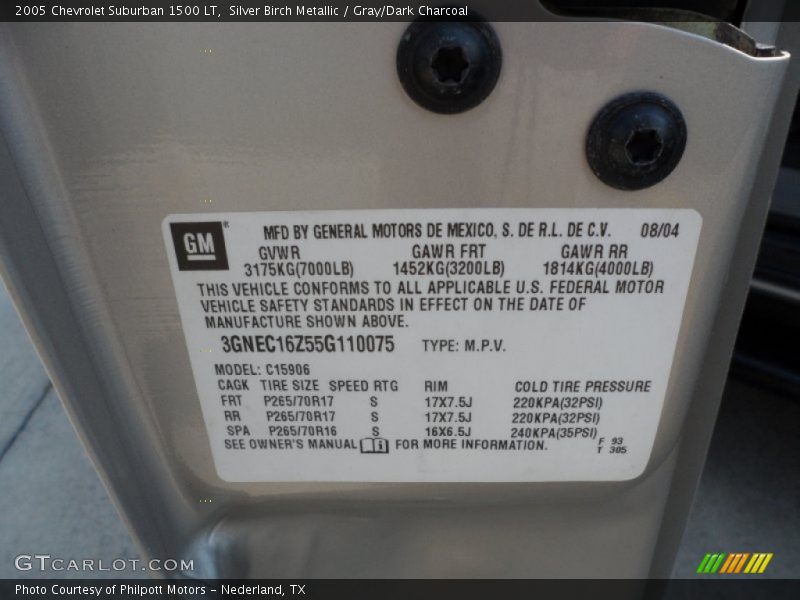 2005 Chevrolet Suburban 1500 LT, Silver Birch Metallic / Gray/Dark Charcoal
GM ® MFD BY GENERAL MOTORS DE MEXICO, S. DE R.L. DE C.V. 08/04
GVWR GAWR FRT GAWR RR
3175KG(7000LB) 1452KG(3200LB) 1814KG(4000LB)
THIS VEHICLE CONFORMS TO ALL APPLICABLE U.S. FEDERAL MOTOR
VEHICLE SAFETY STANDARDS IN EFFECT ON THE DATE OF
MANUFACTURE SHOWN ABOVE.
3GNEC16Z55G110075 TYPE: M.P.V.
MODEL: C15906
CAGK TIRE SIZE SPEED RTG RIM COLD TIRE PRESSURE
FRT P265/70R17 S 17X7.5J 220KPA(32PSI)
RR P265/70R17 S 17X7.5J 220KPA(32PSI)
SPA P265/70R16 S 16X6.5J 240KPA(35PSI)
SEE OWNER'S MANUAL FOR MORE INFORMATION. F 93
T 305
GTCARLOT.COM
Photo Courtesy of Philpott Motors - Nederland, TX